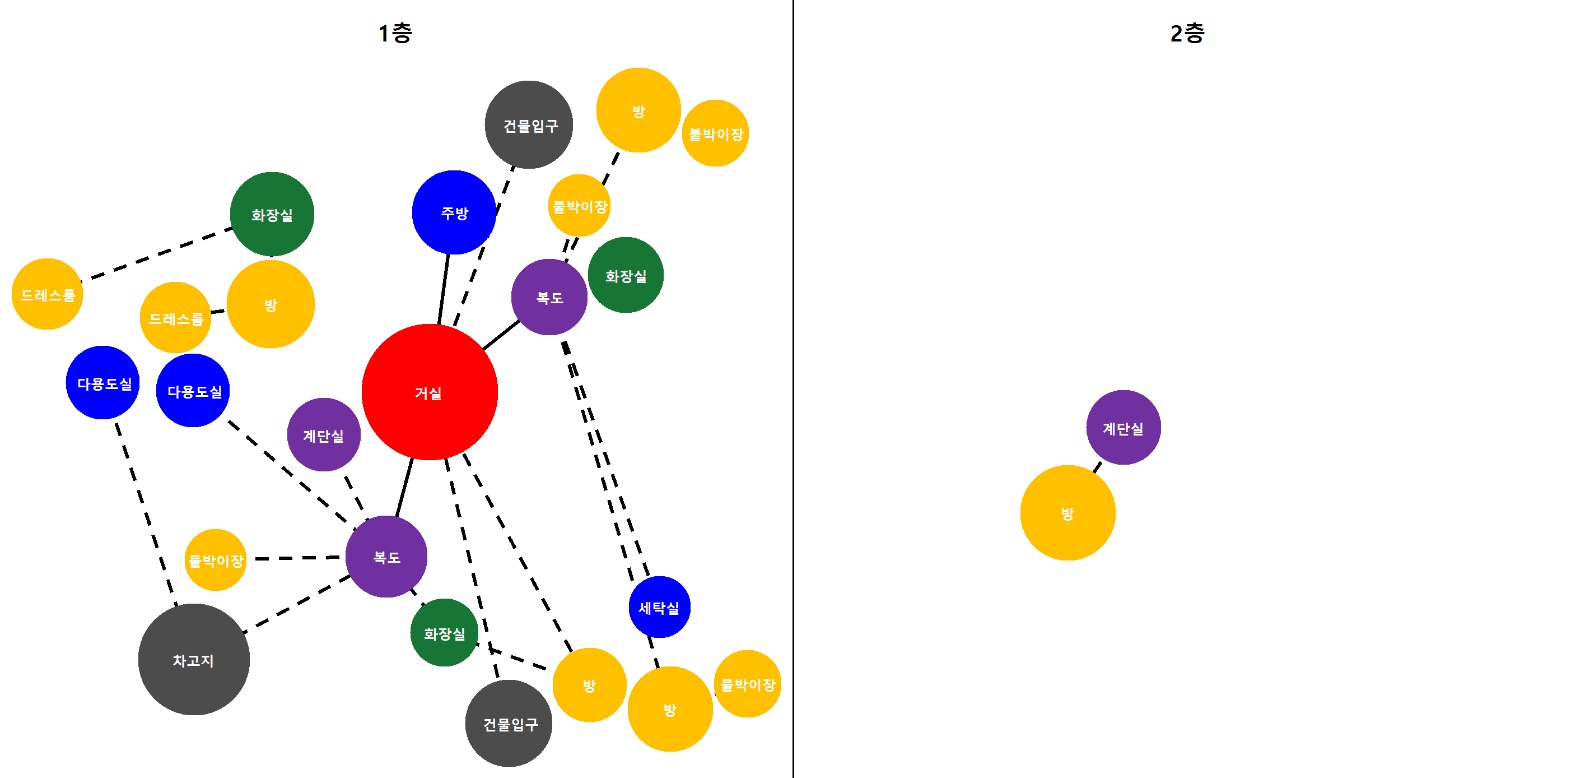 1층
2층
건물입구
방
붙박이장
주방
붙박이장
화장실
화장실
복도
드레스룸
드레스룸
방
다용도실
다용도실
거실
계단실
복도
붙박이장
화장실
세탁실
차고지
건물입구
방
방
붙박이장
계단실
방